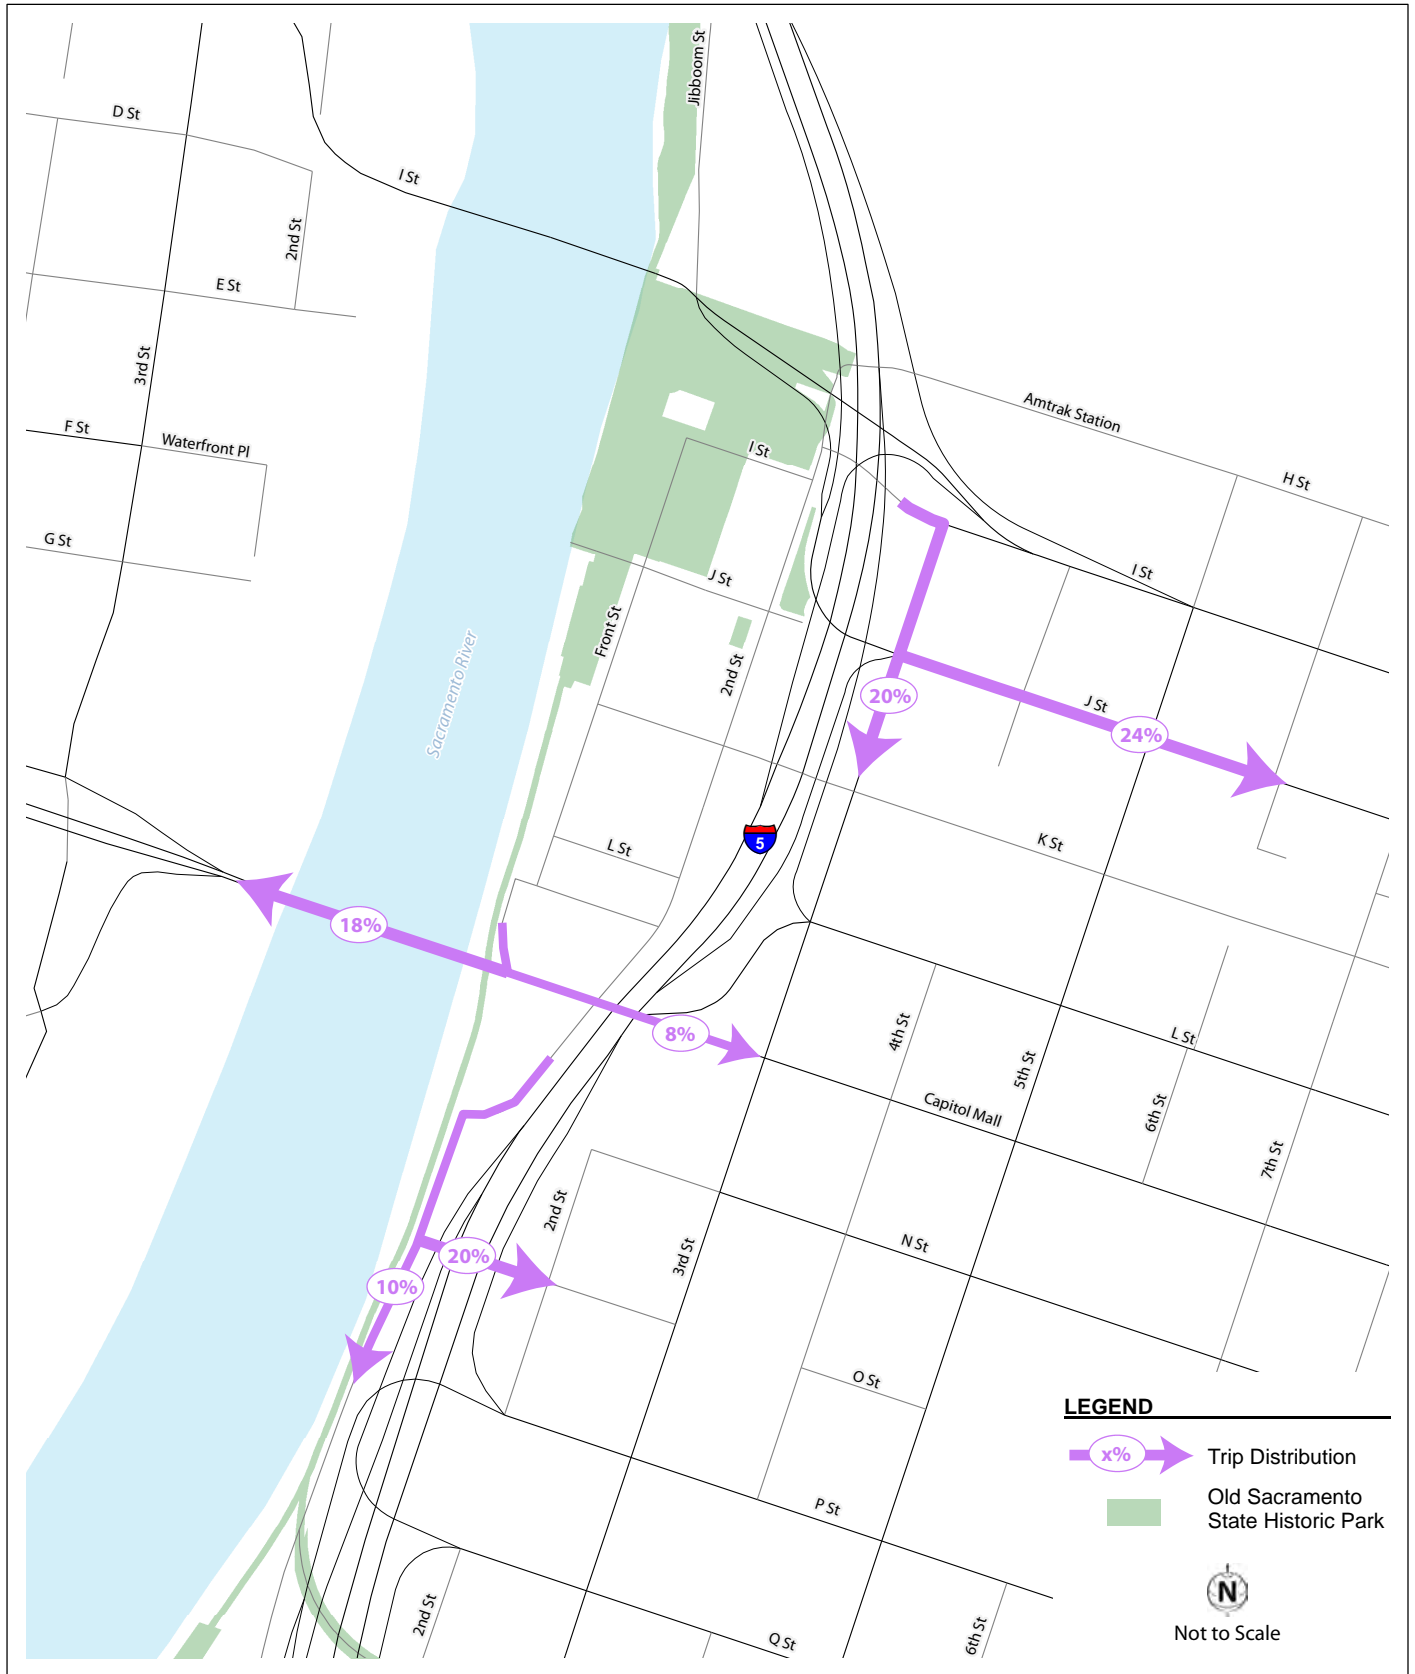 Jibboom St
D St
I St
2nd St
E St
3rd St
Amtrak Station
F St
Waterfront Pl
I St
H St
G St
J St
I St
Front St
2nd St
Sacramento River
20%
J St
24%
5
L St
K St
18%
8%
4th St
L St
5th St
Capitol Mall
6th St
7th St
2nd St
3rd St
N St
20%
10%
O St
LEGEND
x%
Trip Distribution
Old Sacramento
State Historic Park
P St
N
Not to Scale
2nd St
Q St
6th St